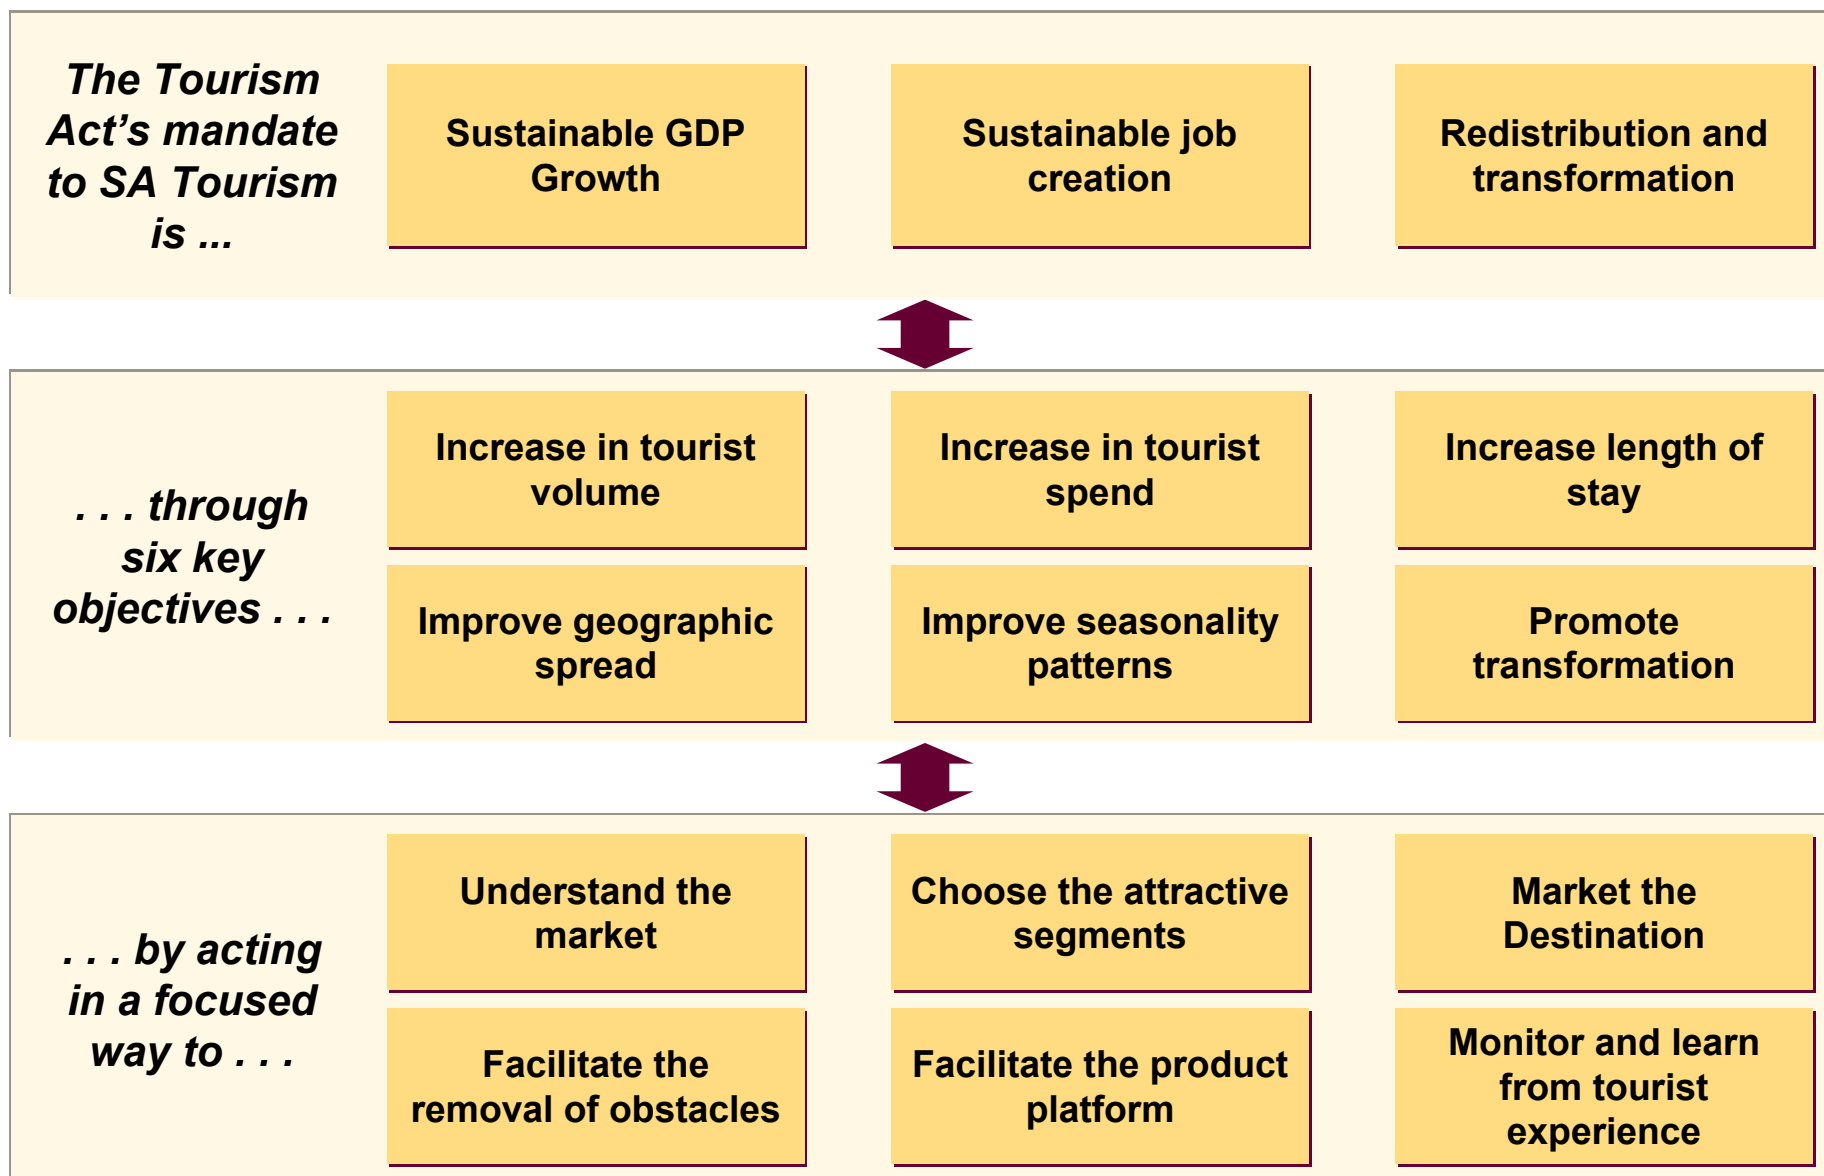 The Tourism
Act’s mandate
to SA Tourism
is ...
Sustainable GDP
Growth
Sustainable job
creation
Redistribution and
transformation
. . . through
six key
objectives . . .
Increase in tourist
volume
Increase in tourist
spend
Increase length of
stay
Improve geographic
spread
Improve seasonality
patterns
Promote
transformation
. . . by acting
in a focused
way to . . .
Understand the
market
Choose the attractive
segments
Market the
Destination
Facilitate the
removal of obstacles
Facilitate the product
platform
Monitor and learn
from tourist
experience